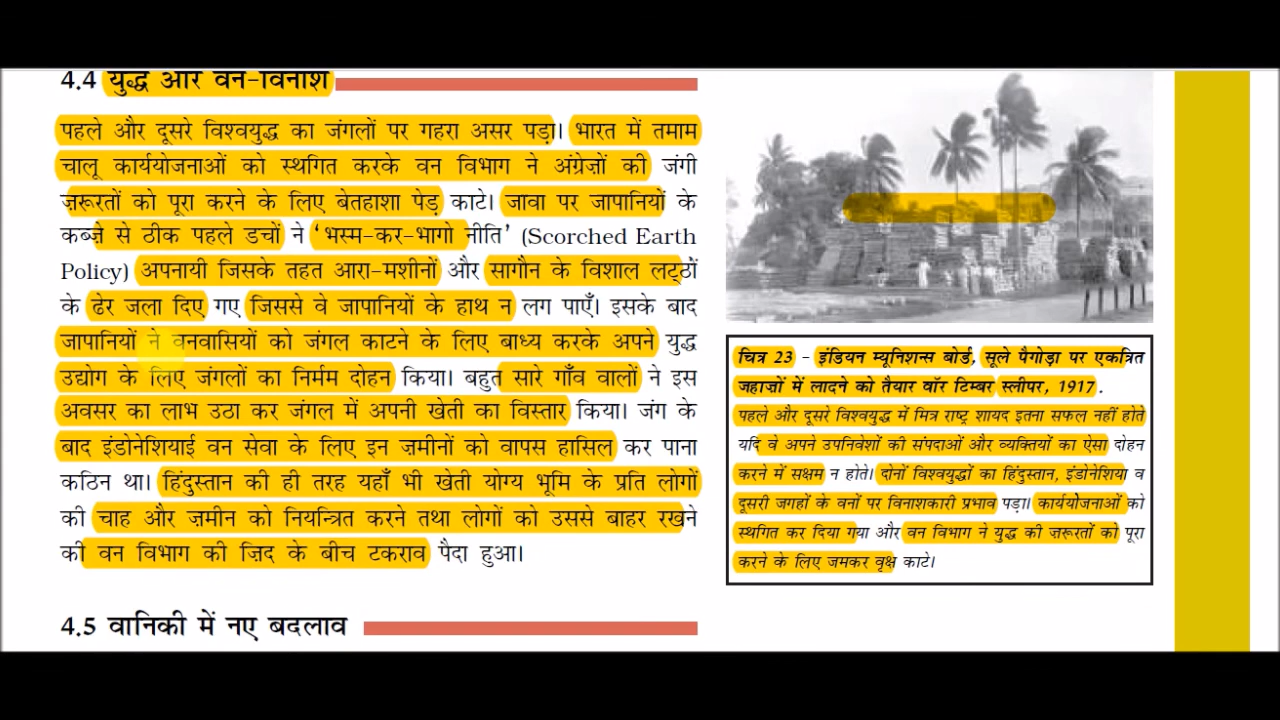 4.4 युद्ध और वन-विनाश
पहले और दूसरे विश्वयुद्ध का जंगलों पर गहरा असर पड़ा। भारत में तमाम
चालू कार्ययोजनाओं को स्थगित करके वन विभाग ने अंग्रेज़ों की जंगी
ज़रूरतों को पूरा करने के लिए बेतहाशा पेड़ काटे। जावा पर जापानियों के
कब्ज़े से ठीक पहले डचों ने ‘भस्म-कर-भागो नीति’ (Scorched Earth
Policy) अपनायी जिसके तहत आरा-मशीनों और सागौन के विशाल लट्ठों
के ढेर जला दिए गए जिससे वे जापानियों के हाथ न लग पाएँ। इसके बाद
जापानियों ने वनवासियों को जंगल काटने के लिए बाध्य करके अपने युद्ध
उद्योग के लिए जंगलों का निर्मम दोहन किया। बहुत सारे गाँव वालों ने इस
अवसर का लाभ उठा कर जंगल में अपनी खेती का विस्तार किया। जंग के
बाद इंडोनेशियाई वन सेवा के लिए इन ज़मीनों को वापस हासिल कर पाना
कठिन था। हिंदुस्तान की ही तरह यहाँ भी खेती योग्य भूमि के प्रति लोगों
की चाह और ज़मीन को नियन्त्रित करने तथा लोगों को उससे बाहर रखने
की वन विभाग की ज़िद के बीच टकराव पैदा हुआ।
4.5 वानिकी में नए बदलाव
चित्र 23 – इंडियन म्यूनिशन्स बोर्ड, सूले पैगोड़ा पर एकत्रित
जहाज़ों में लादने को तैयार वॉर टिम्बर स्लीपर, 1917.
पहले और दूसरे विश्वयुद्ध में मित्र राष्ट्र शायद इतना सफल नहीं होते
यदि वे अपने उपनिवेशों की संपदाओं और व्यक्तियों का ऐसा दोहन
करने में सक्षम न होते। दोनों विश्वयुद्धों का हिंदुस्तान, इंडोनेशिया व
दूसरी जगहों के वनों पर विनाशकारी प्रभाव पड़ा। कार्ययोजनाओं को
स्थगित कर दिया गया और वन विभाग ने युद्ध की ज़रूरतों को पूरा
करने के लिए जमकर वृक्ष काटे।